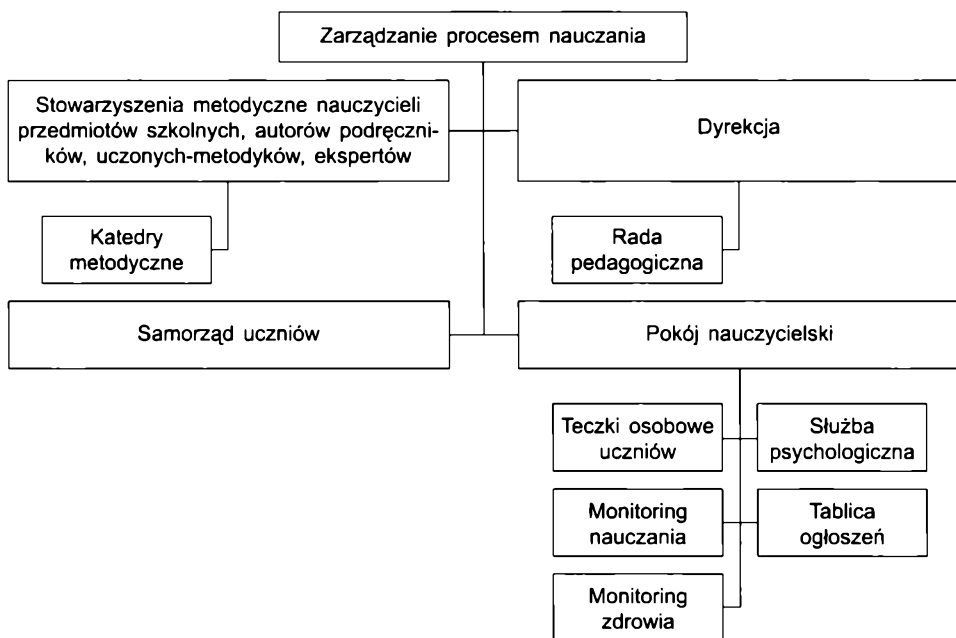 Zarządzanie procesem nauczania
Stowarzyszenia metodyczne nauczycieli
przedmiotów szkolnych, autorów podręczni-
ków, uczonych-metodyków, ekspertów
Dyrekcja
Katedry
metodyczne
Rada
pedagogiczna
Samorząd uczniów
Pokój nauczycielski
Teczki osobowe
uczniów
Służba
psychologiczna
Monitoring
nauczania
Tablica
ogłoszeń
Monitoring
zdrowia